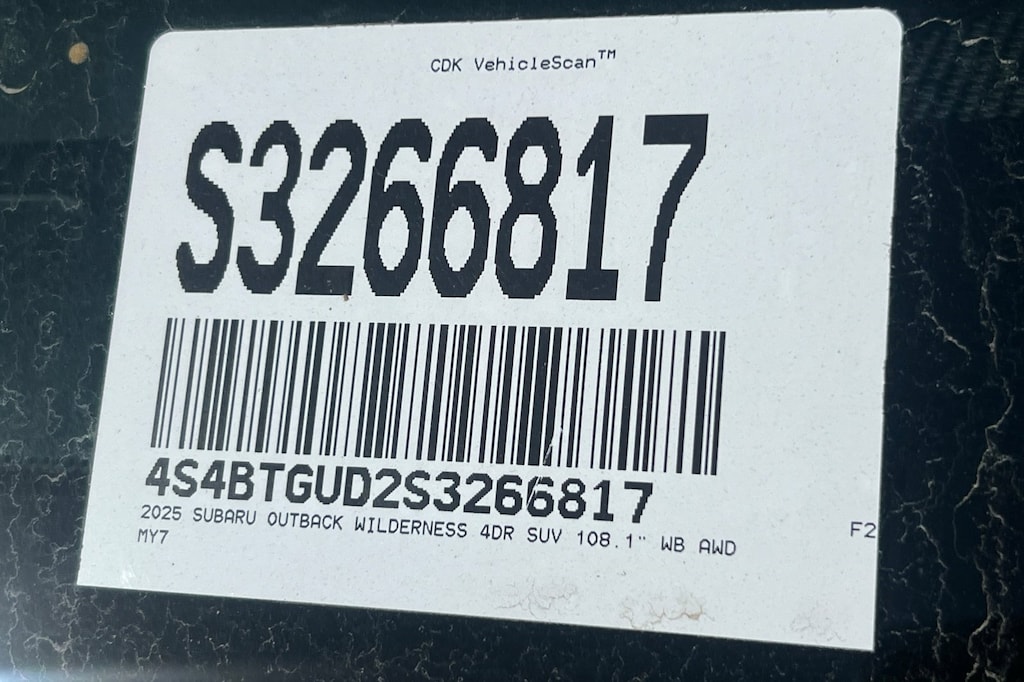 CDK VehicleScan™
S3266817
4S4BTGUD2S3266817
2025 SUBARU OUTBACK WILDERNESS 4DR SUV 108.1" WB AWD
MY7
F2